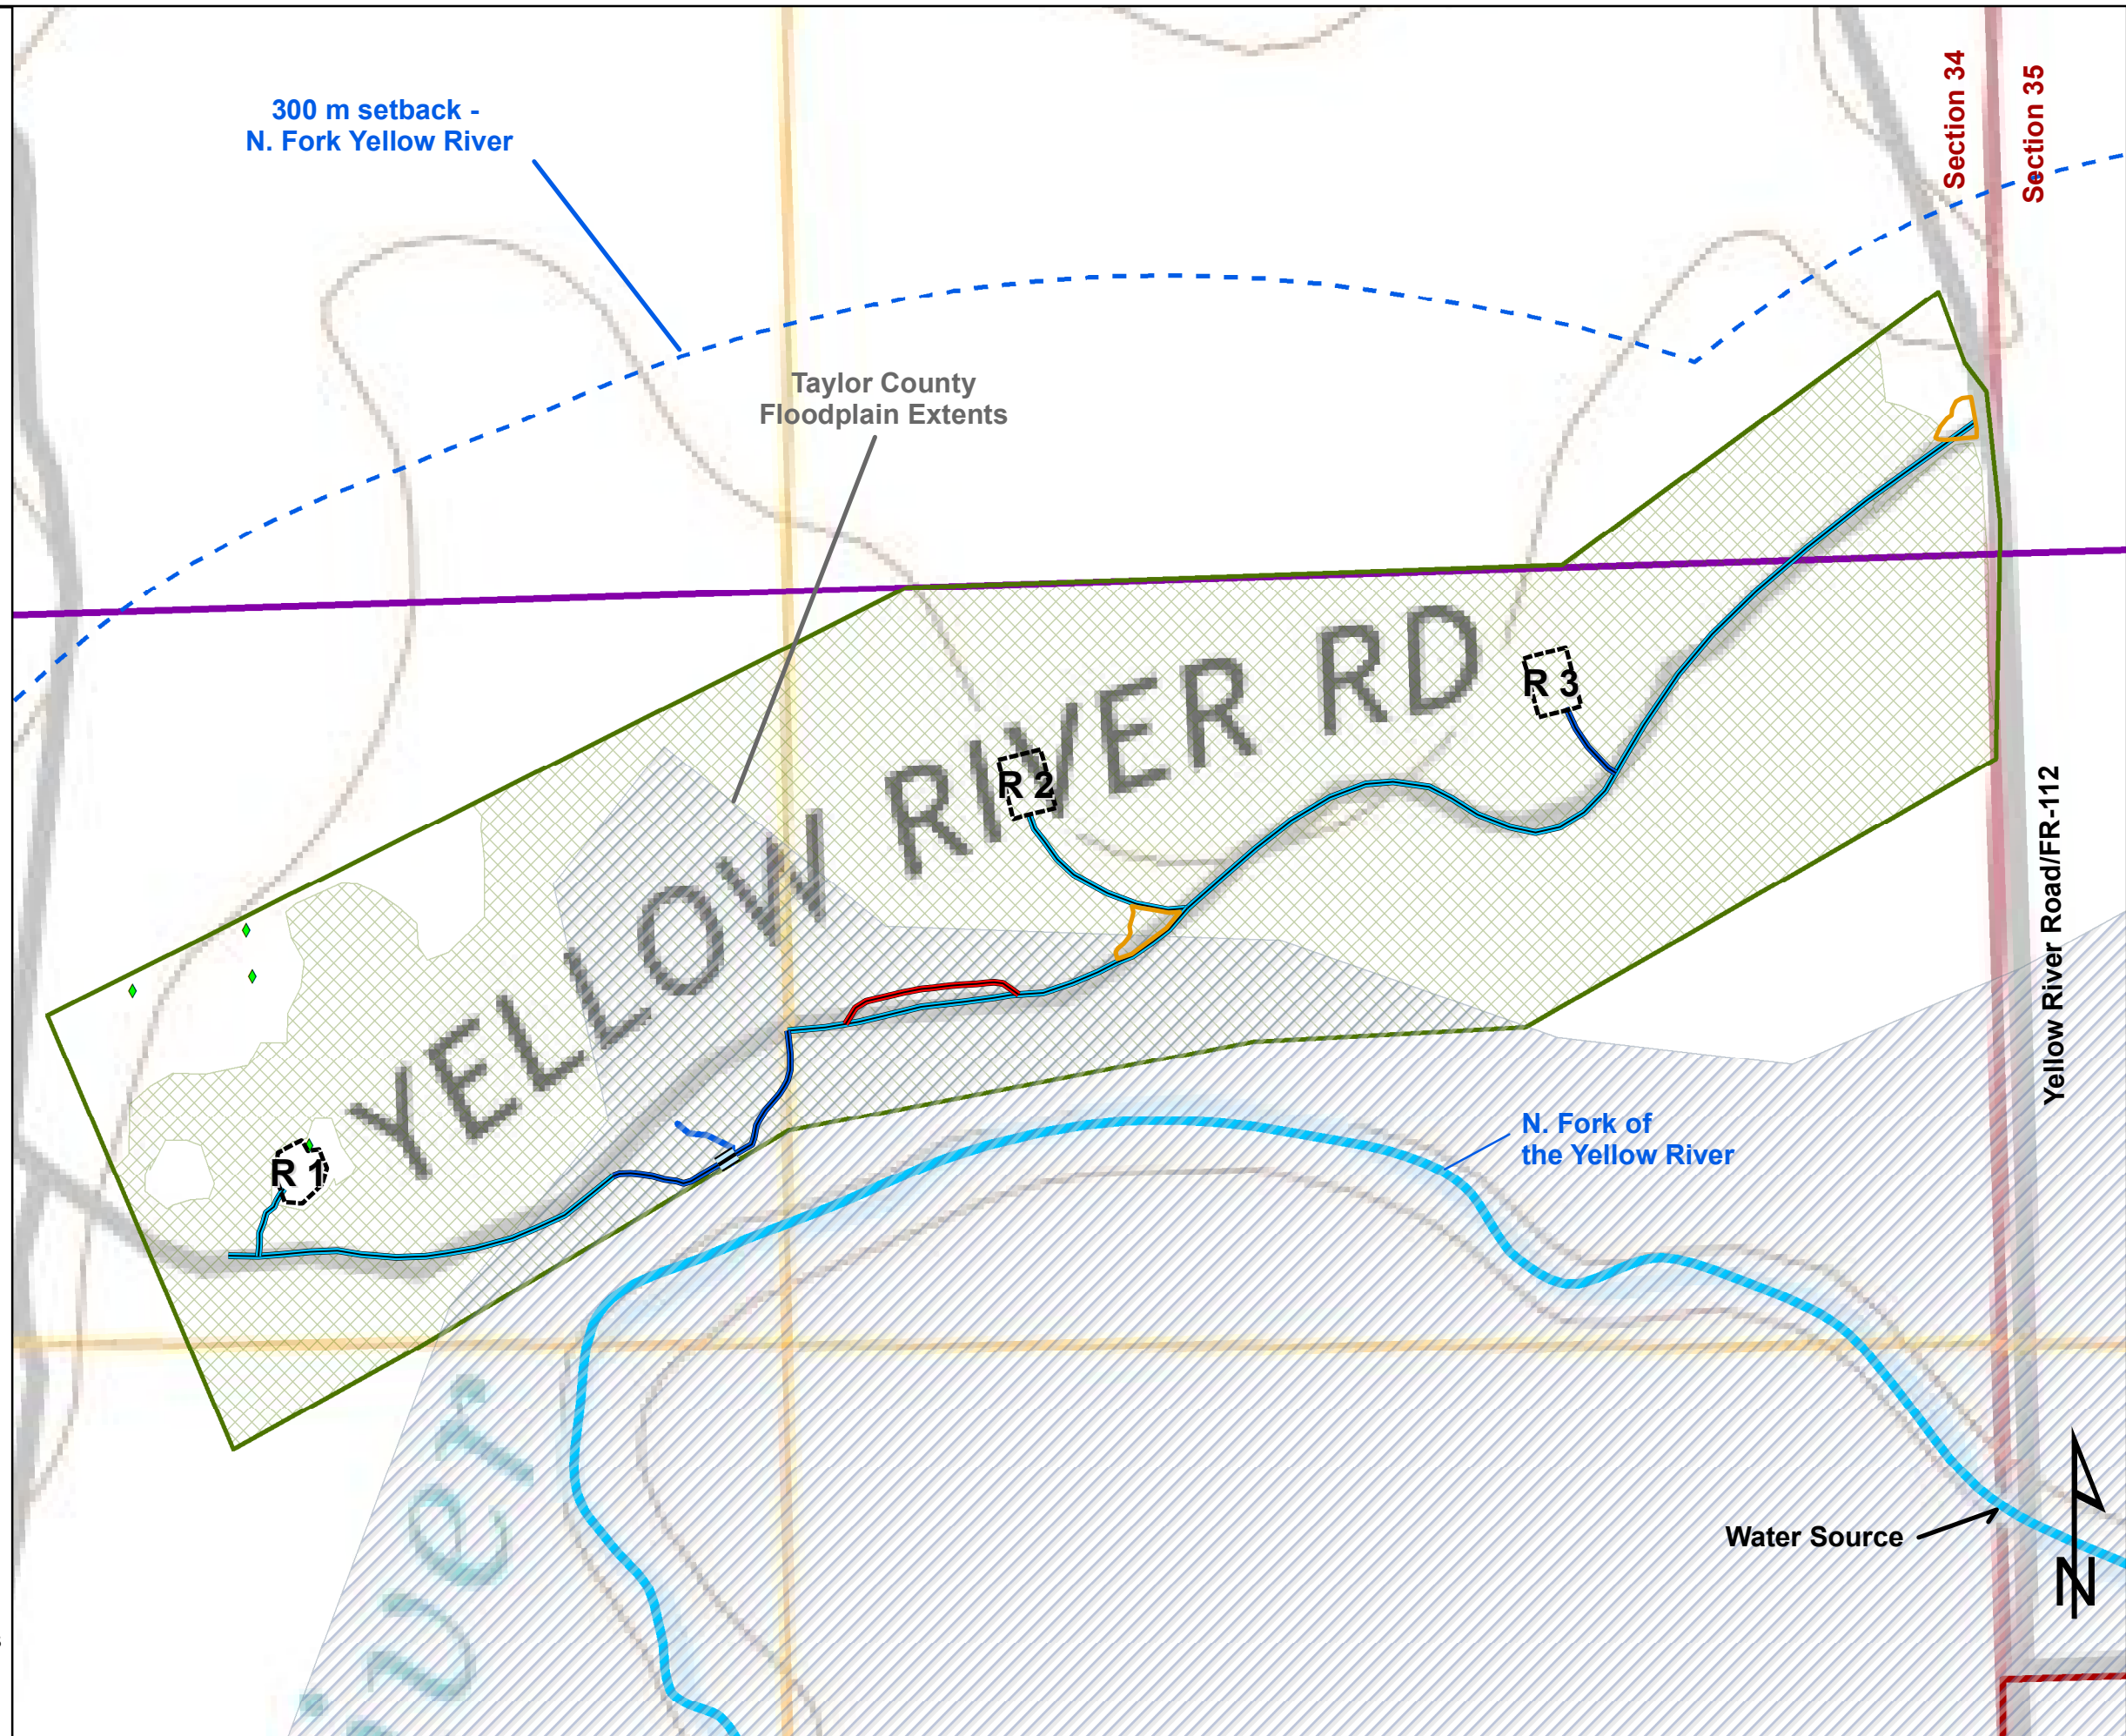 300 m setback -
N. Fork Yellow River
Section 34
Section 35
Taylor County
Floodplain Extents
YELLOW RIVER RD
R 3
R 2
R 1
Yellow River Road/FR-112
N. Fork of
the Yellow River
Water Source
N